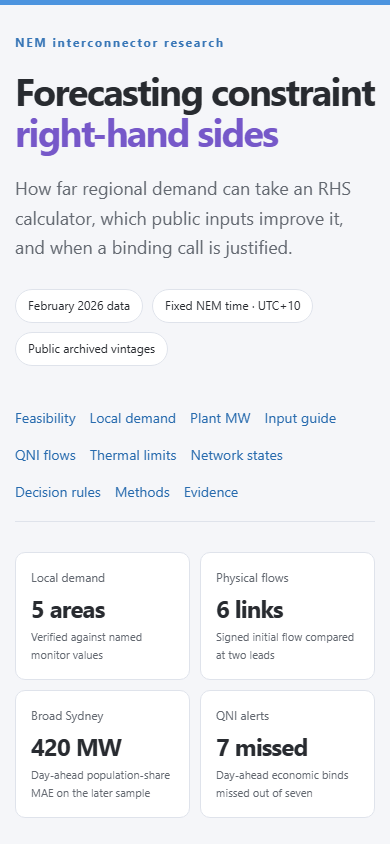 NEM interconnector research
Forecasting constraint
right-hand sides
How far regional demand can take an RHS
calculator, which public inputs improve it,
and when a binding call is justified.
February 2026 data
Fixed NEM time · UTC+10
Public archived vintages
Feasibility
Local demand
Plant MW
Input guide
QNI flows
Thermal limits
Network states
Decision rules
Methods
Evidence
Local demand
5 areas
Verified against named
monitor values
Physical flows
6 links
Signed initial flow compared
at two leads
Broad Sydney
420 MW
Day-ahead population-share
MAE on the later sample
QNI alerts
7 missed
Day-ahead economic binds
missed out of seven